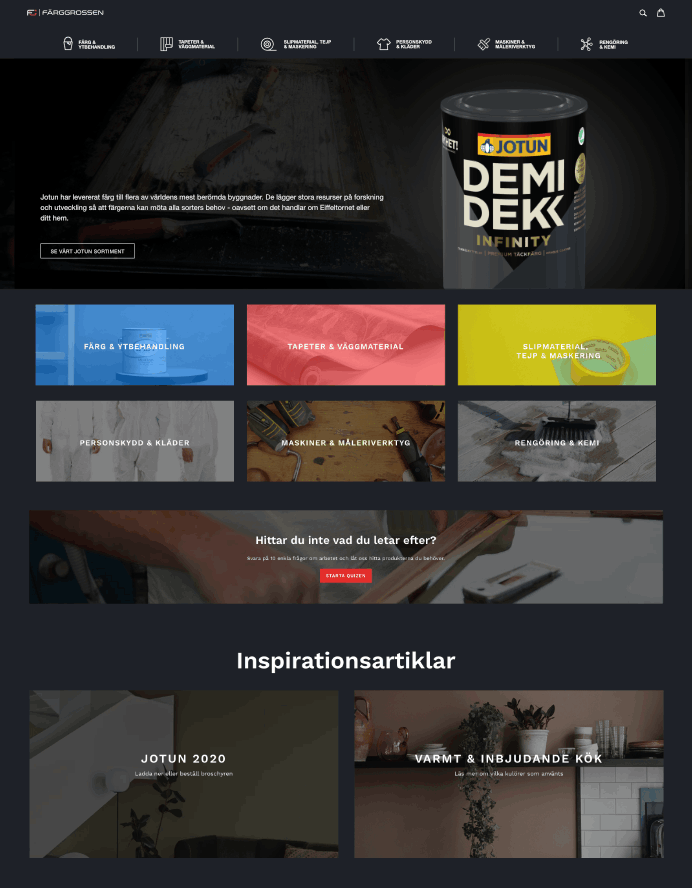 FÄRGGROSSEN
FÄRG &
YTBEHANDLING
TAPETER &
VÄGGMATERIAL
SLIPMATERIAL, TEJP
& MASKERING
PERSONSKYDD
& KLÄDER
MASKINER &
MÅLERIVERKTYG
RENGÖRING
& KEMI
Jotun har levererat färg till flera av världens mest berömda byggnader. De lägger stora resurser på forskning
och utveckling så att färgerna kan möta alla sorters behov - oavsett om det handlar om Eiffeltornet eller
ditt hem.
SE VÅRT JOTUN SORTIMENT
JOTUN
DEMI
DEKK
INFINITY
FÄRG & YTBEHANDLING
TAPETER & VÄGGMATERIAL
SLIPMATERIAL,
TEJP & MASKERING
PERSONSKYDD & KLÄDER
MASKINER & MÅLERIVERKTYG
RENGÖRING & KEMI
Hittar du inte vad du letar efter?
Svara på til enkla frågor om arbetet och låt oss hitta produkterna du behöver.
STARTA QUIZEN
Inspirationsartiklar
JOTUN 2020
Ladda ner eller beställ broschyren
VARMT & INBJUDANDE KÖK
Läs mer om vilka kulörer som använts